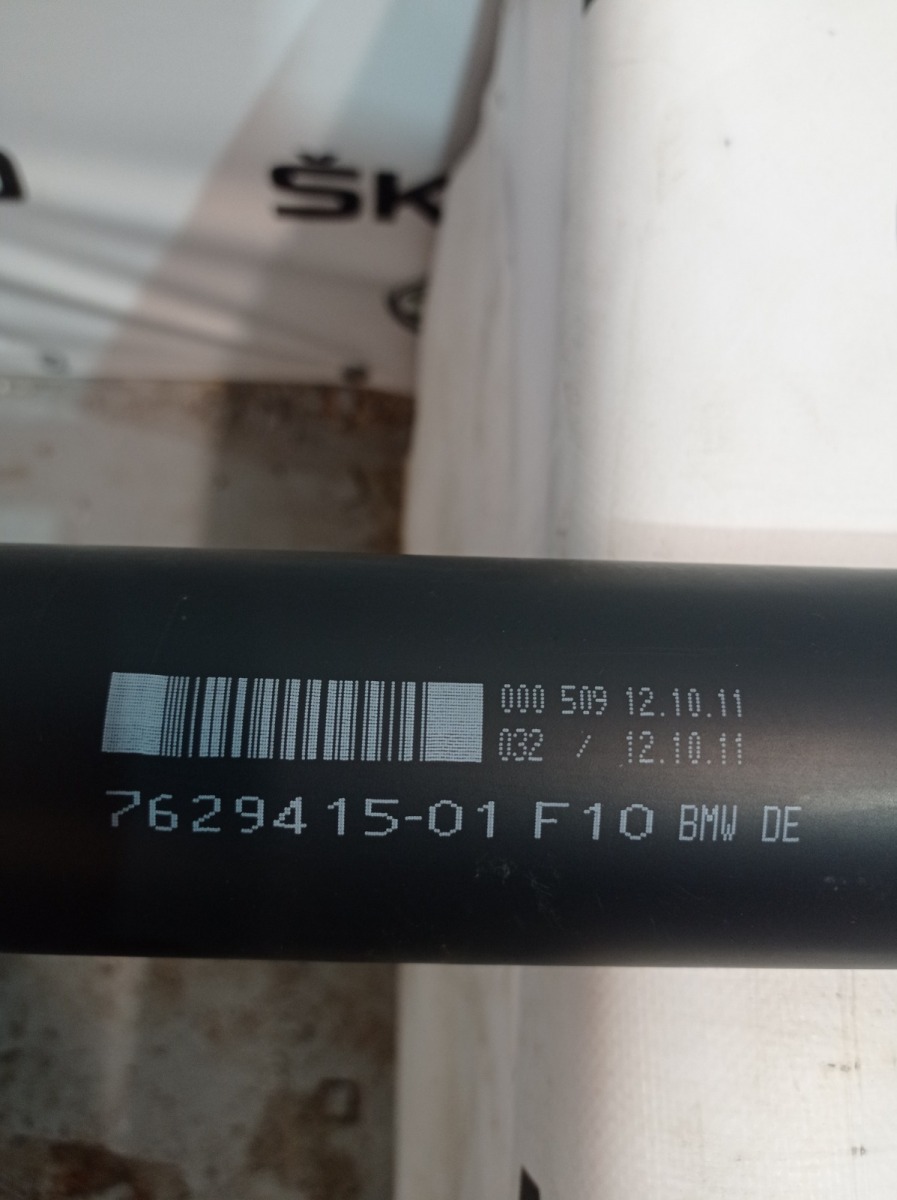 ŠK
000 509 12.10.11
032 / 12.10.11
7629415-01 F10 BMW DE